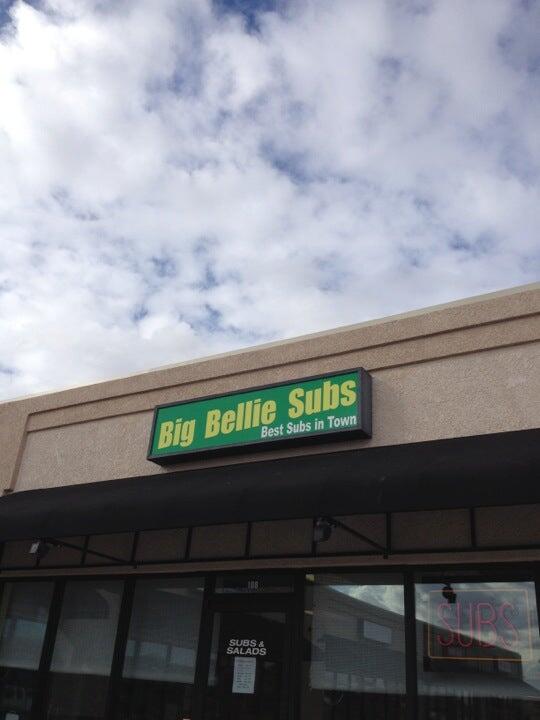 Big Bellie Subs
Best Subs in Town
108
SUBS &
SALADS
SUBS